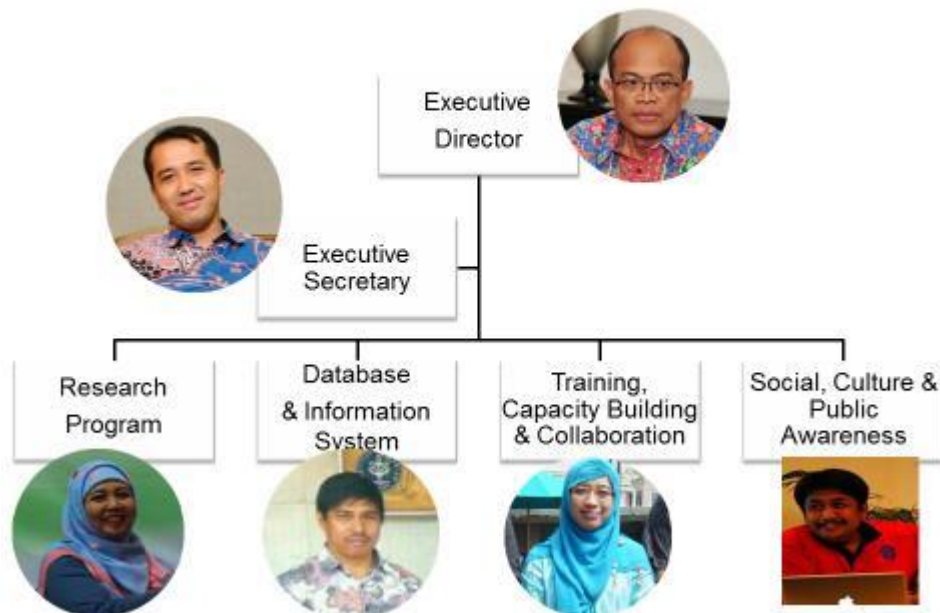 Executive
Director
Executive
Secretary
Research
Program
Database
& Information
System
Training,
Capacity Building
& Collaboration
Social, Culture &
Public
Awareness